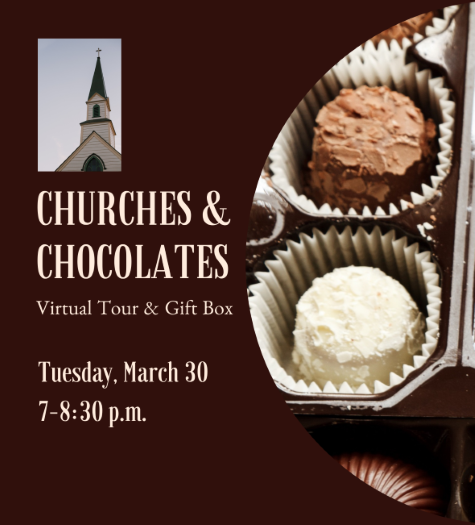 CHURCHES &
CHOCOLATES
Virtual Tour & Gift Box
Tuesday, March 30
7-8:30 p.m.